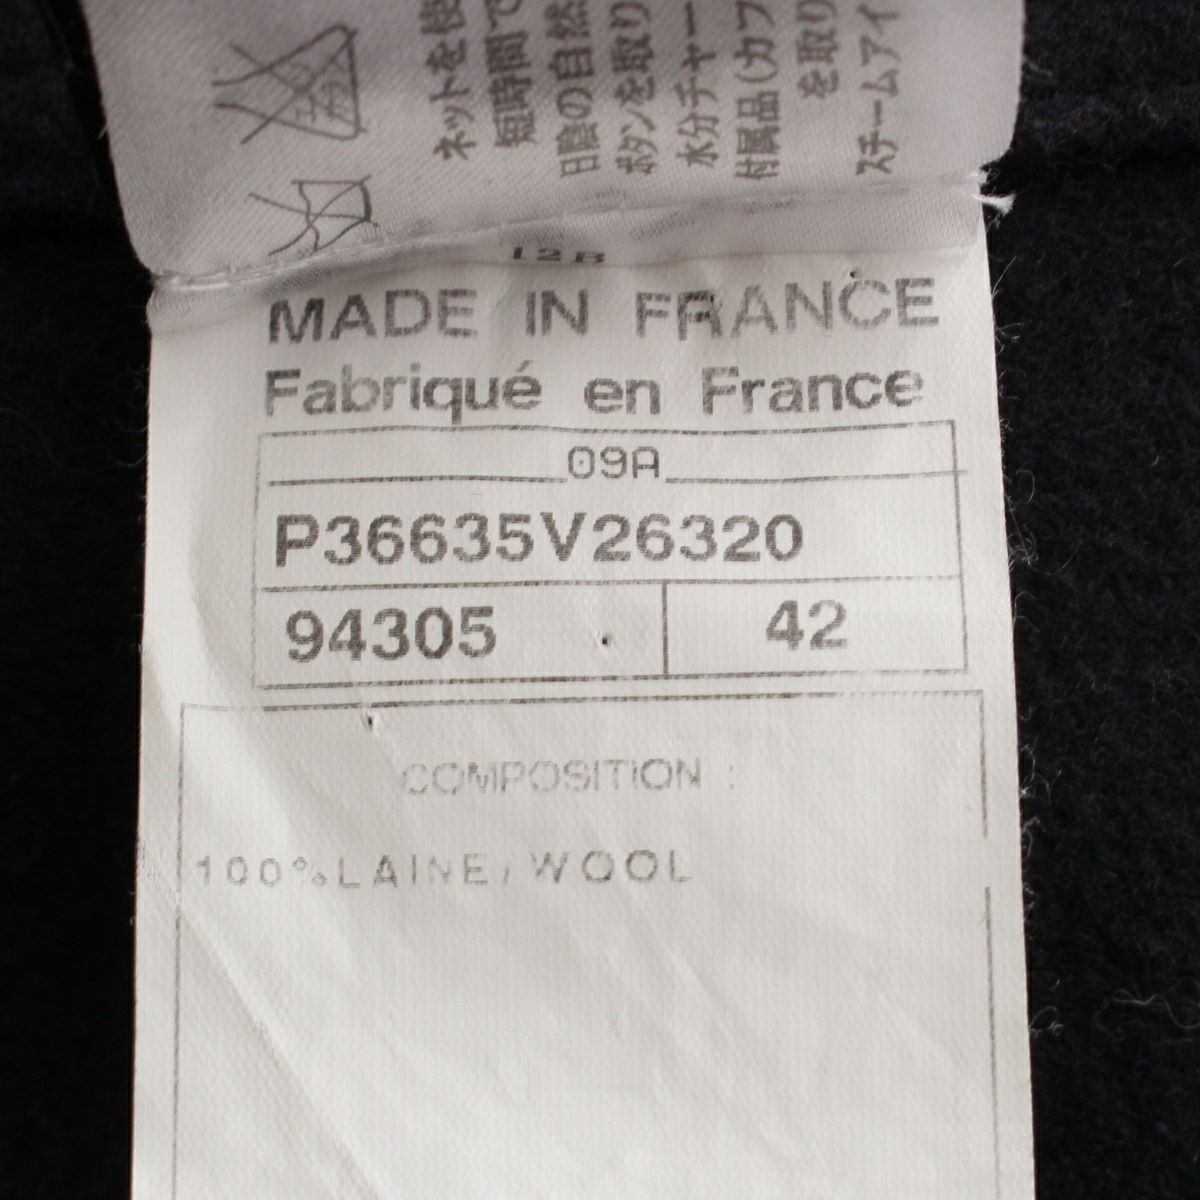 ネットを使
短時間で
日陰の自然
ボタンを取り
水分チャー
付属品(カフ
を取り
スチームアイ
12B
MADE IN FRANCE
Fabriqué en France
09A
P36635V26320
94305 42
COMPOSITION :
100%LAINE/WOOL